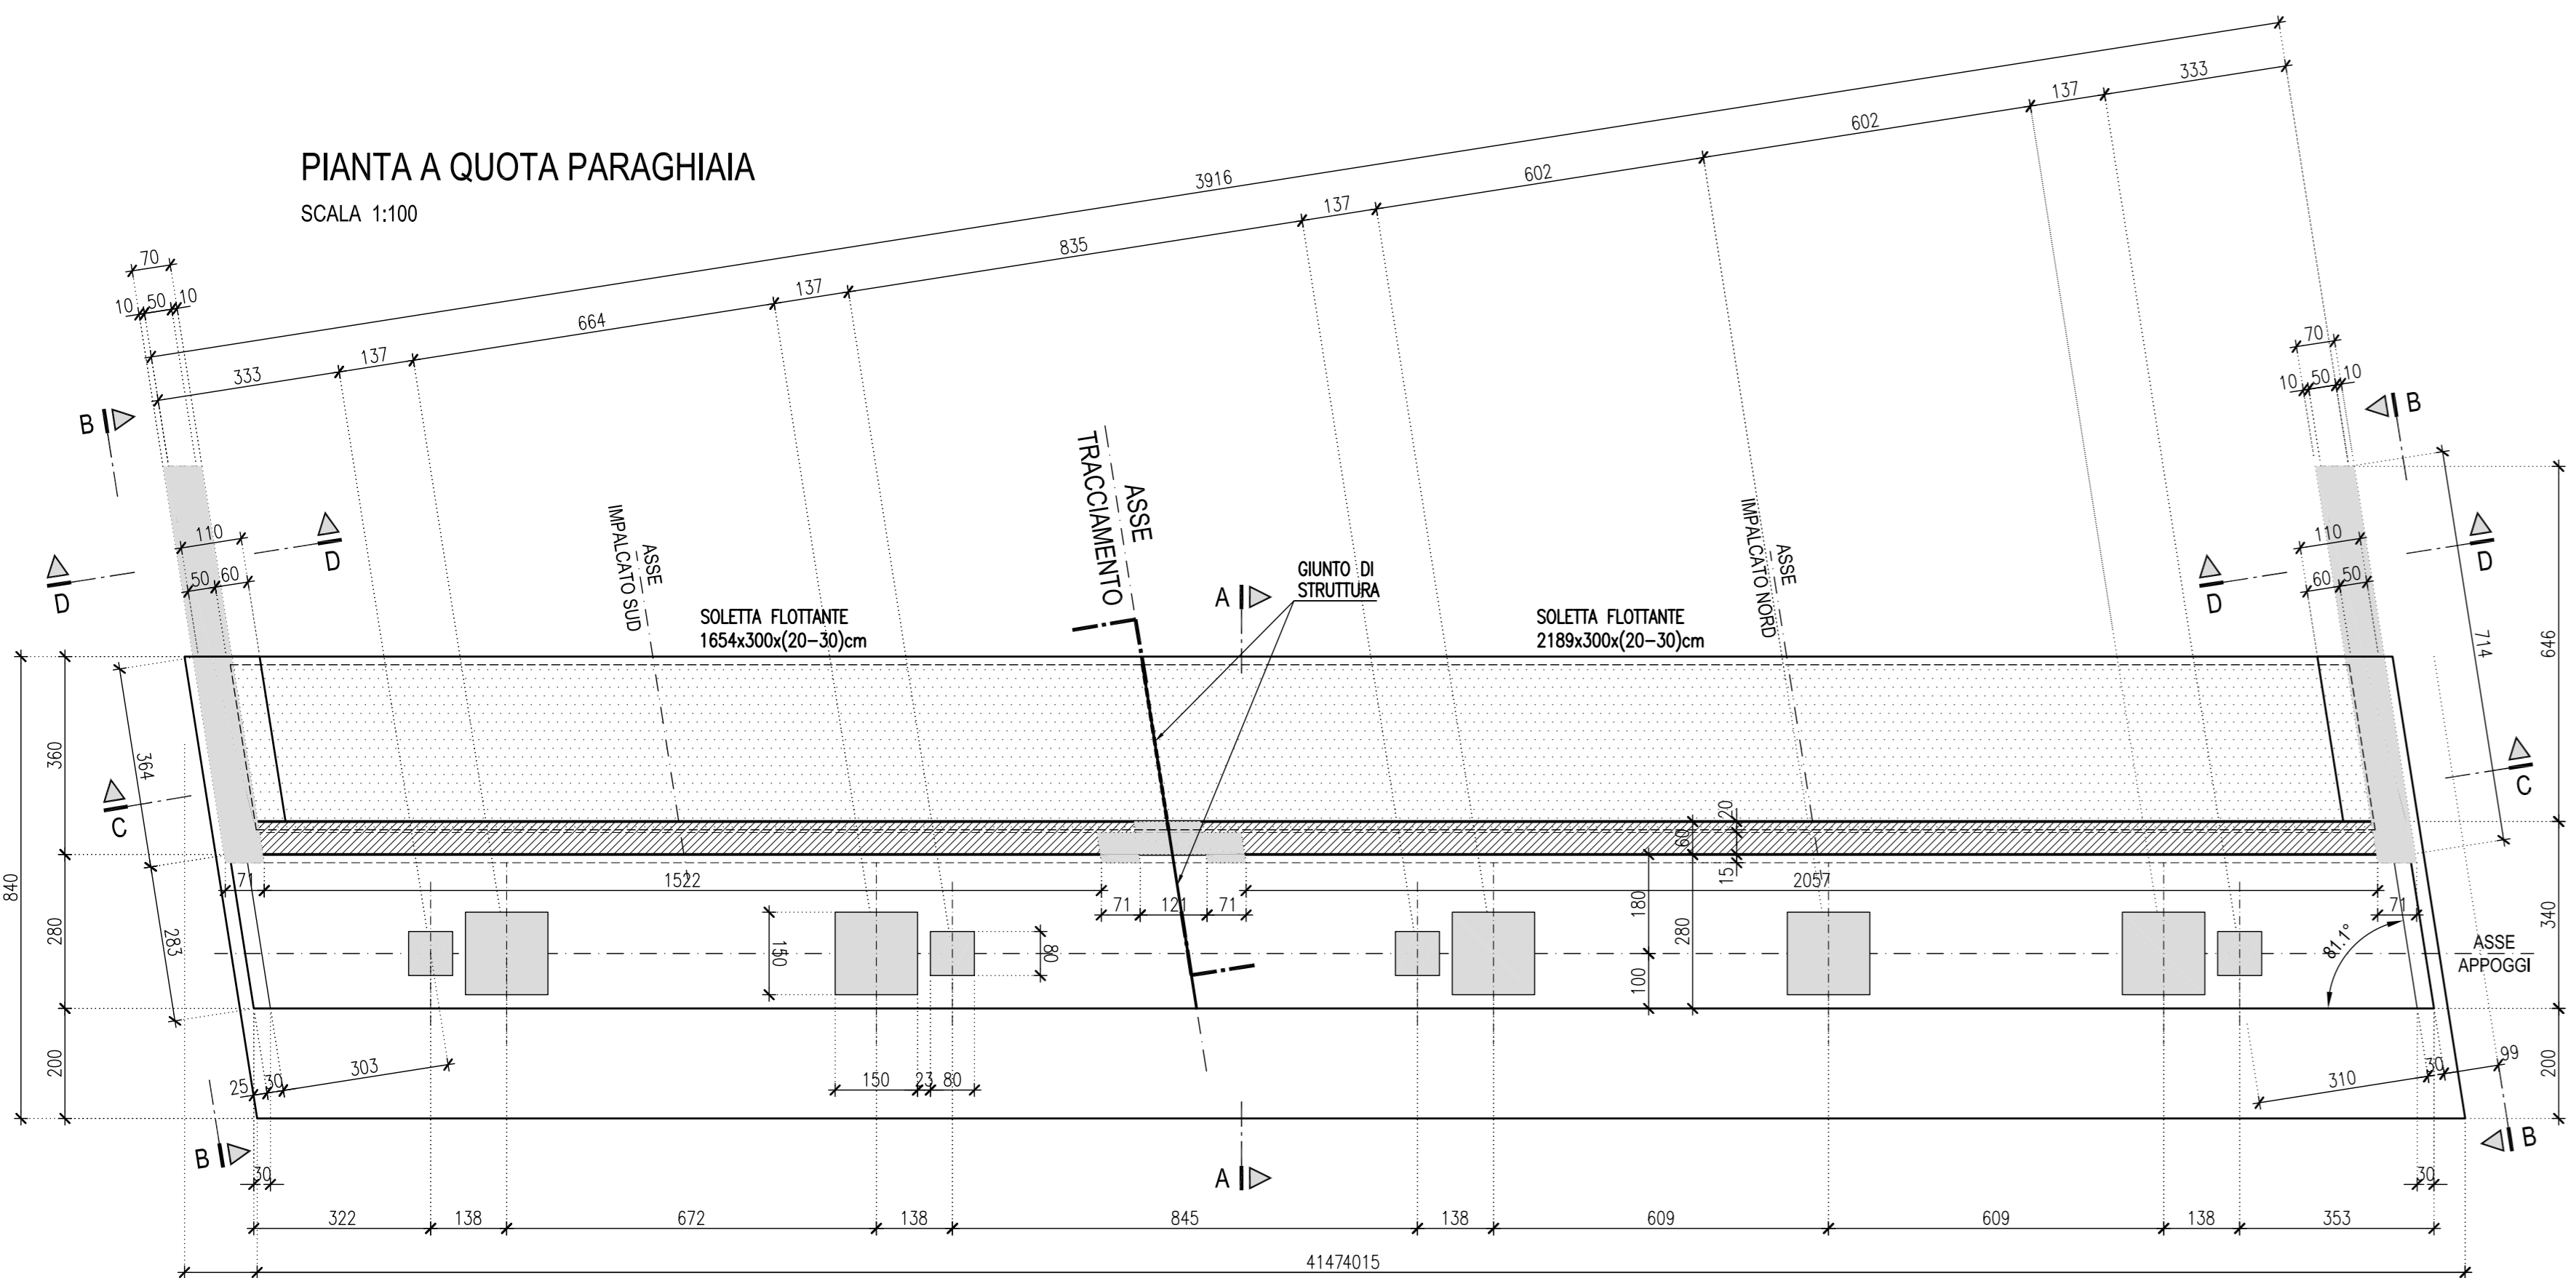 PIANTA A QUOTA PARAGHIAIA
SCALA 1:100
3916
333
137
664
137
835
137
602
602
137
333
70
10 50 10
70
10 50 10
B
B
D
D
D
D
110
50 60
110
60 50
ASSE
IMPALCATO SUD
ASSE
TRACCIAMENTO
ASSE
IMPALCATO NORD
A
GIUNTO DI
STRUTTURA
SOLETTA FLOTTANTE
1654x300x(20-30)cm
SOLETTA FLOTTANTE
2189x300x(20-30)cm
646
714
C
C
840
360
280
200
364
283
340
200
20
60
15
180
280
100
71
1522
71 121 71
2057
71
81.1°
ASSE
APPOGGI
150
80
25 30
303
150 23 80
310
30
99
B
B
A
30
30
322
138
672
138
845
138
609
609
138
353
41474015